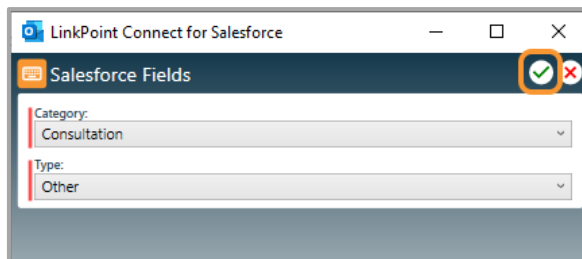 LinkPoint Connect for Salesforce
Salesforce Fields
Category:
Consultation
Type:
Other